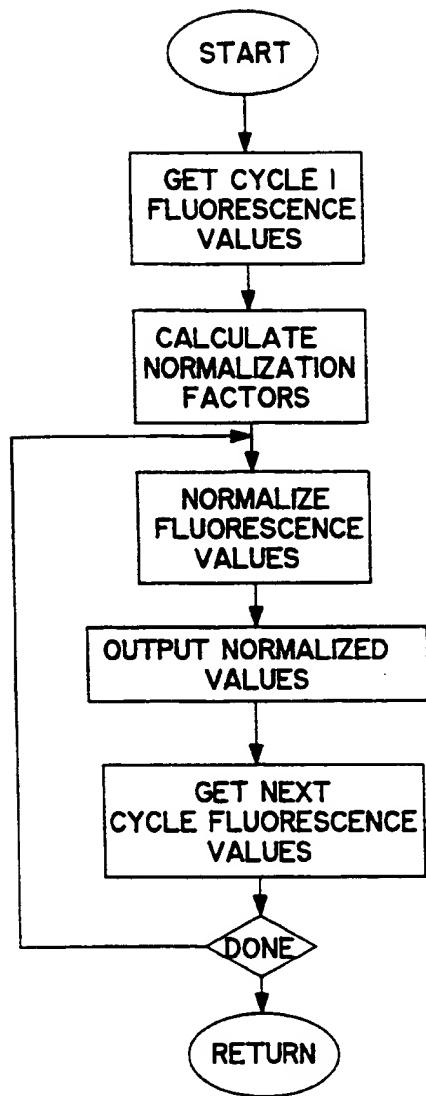 START
GET CYCLE I
FLUORESCENCE
VALUES
CALCULATE
NORMALIZATION
FACTORS
NORMALIZE
FLUORESCENCE
VALUES
OUTPUT NORMALIZED
VALUES
GET NEXT
CYCLE FLUORESCENCE
VALUES
DONE
RETURN